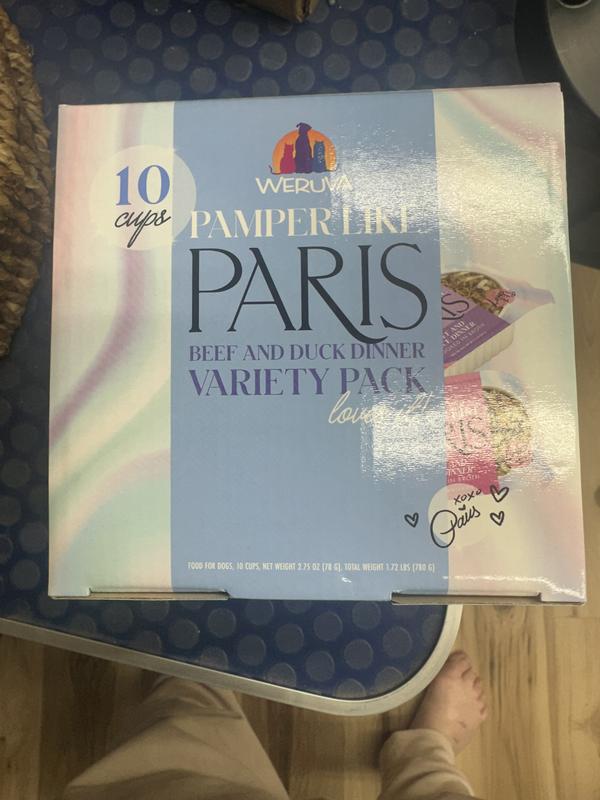 10
cups
WERUVA
PAMPER LIKE
PARIS
BEEF AND DUCK DINNER
VARIETY PACK
loves it!
XOXO
Paris
FOOD FOR DOGS, 10 CUPS, NET WEIGHT 2.75 OZ (78 G), TOTAL WEIGHT 1.72 LBS (780 G)